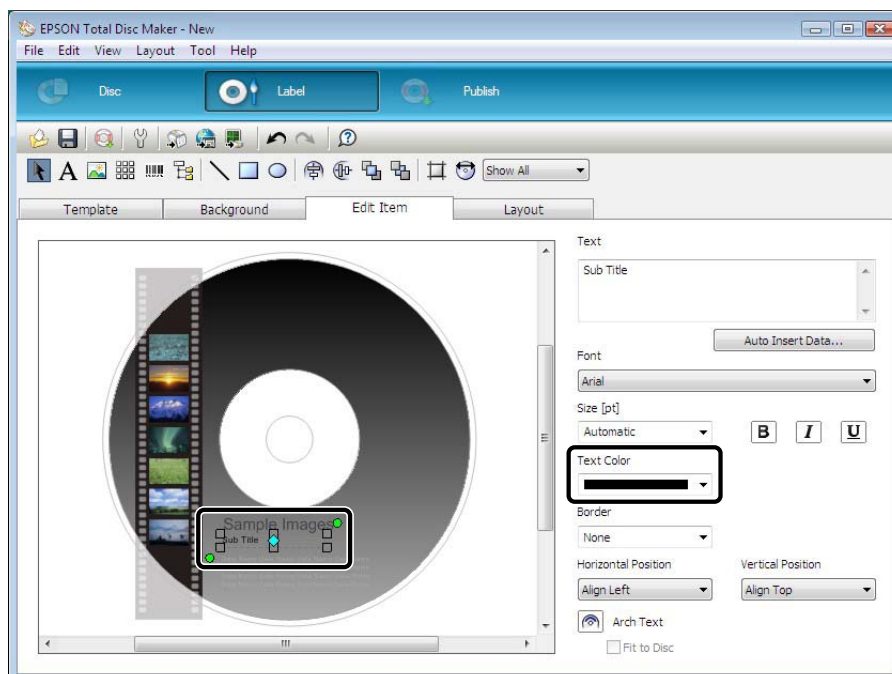 EPSON Total Disc Maker - New
File Edit View Layout Tool Help
Disc Label Publish
A Show All
Template Background Edit Item Layout
Text
Sub Title
Auto Insert Data...
Font
Arial
Size [pt]
Automatic B I U
Text Color
Border
None
Horizontal Position Vertical Position
Align Left Align Top
Arch Text
Fit to Disc
Sample Images
Sub Title